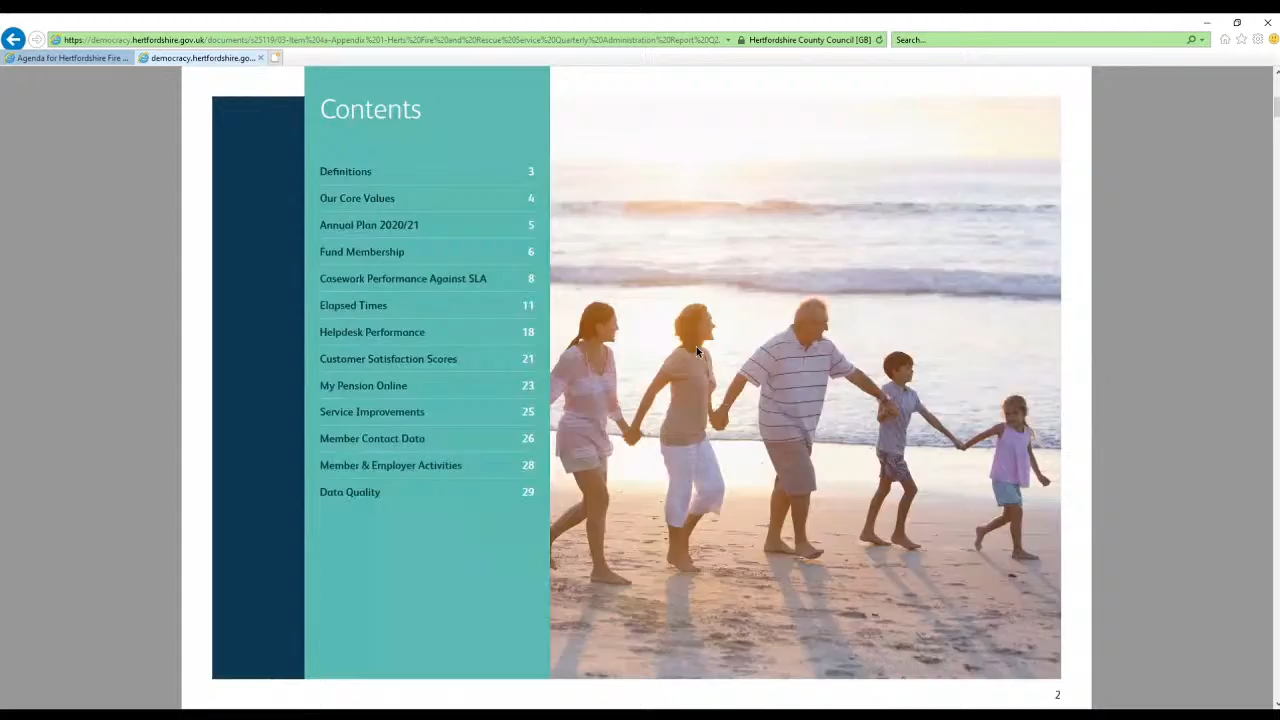 https://democracy.hertfordshire.gov.uk/documents/s25119/03-Item%204a-Appendix%201-Herts%20Fire%20and%20Rescue%20Service%20Quarterly%20Administration%20Report%20Q2.
Hertfordshire County Council [GB]
Search...
Agenda for Hertfordshire Fire ...
democracy.hertfordshire.go...
Contents
Definitions 3
Our Core Values 4
Annual Plan 2020/21 5
Fund Membership 6
Casework Performance Against SLA 8
Elapsed Times 11
Helpdesk Performance 18
Customer Satisfaction Scores 21
My Pension Online 23
Service Improvements 25
Member Contact Data 26
Member & Employer Activities 28
Data Quality 29
2